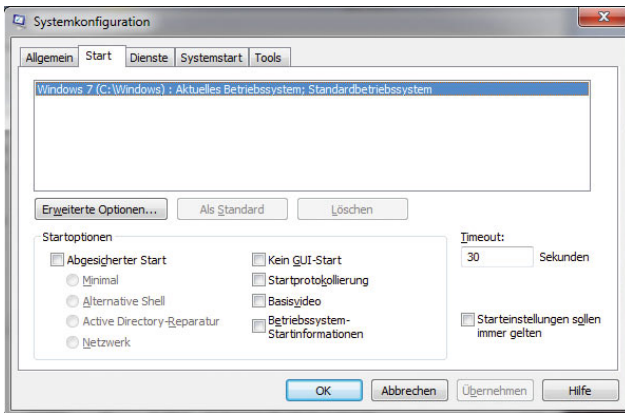 Systemkonfiguration
Allgemein Start Dienste Systemstart Tools
Windows 7 (C:\Windows) : Aktuelles Betriebssystem; Standardbetriebssystem
Erweiterte Optionen... Als Standard Löschen
Startoptionen
Abgesicherter Start
Minimal
Alternative Shell
Active Directory-Reparatur
Netzwerk
Kein GUI-Start
Startprotokollierung
Basisvideo
Betriebssystem-
Startinformationen
Timeout:
30 Sekunden
Starteinstellungen sollen
immer gelten
OK Abbrechen Übernehmen Hilfe